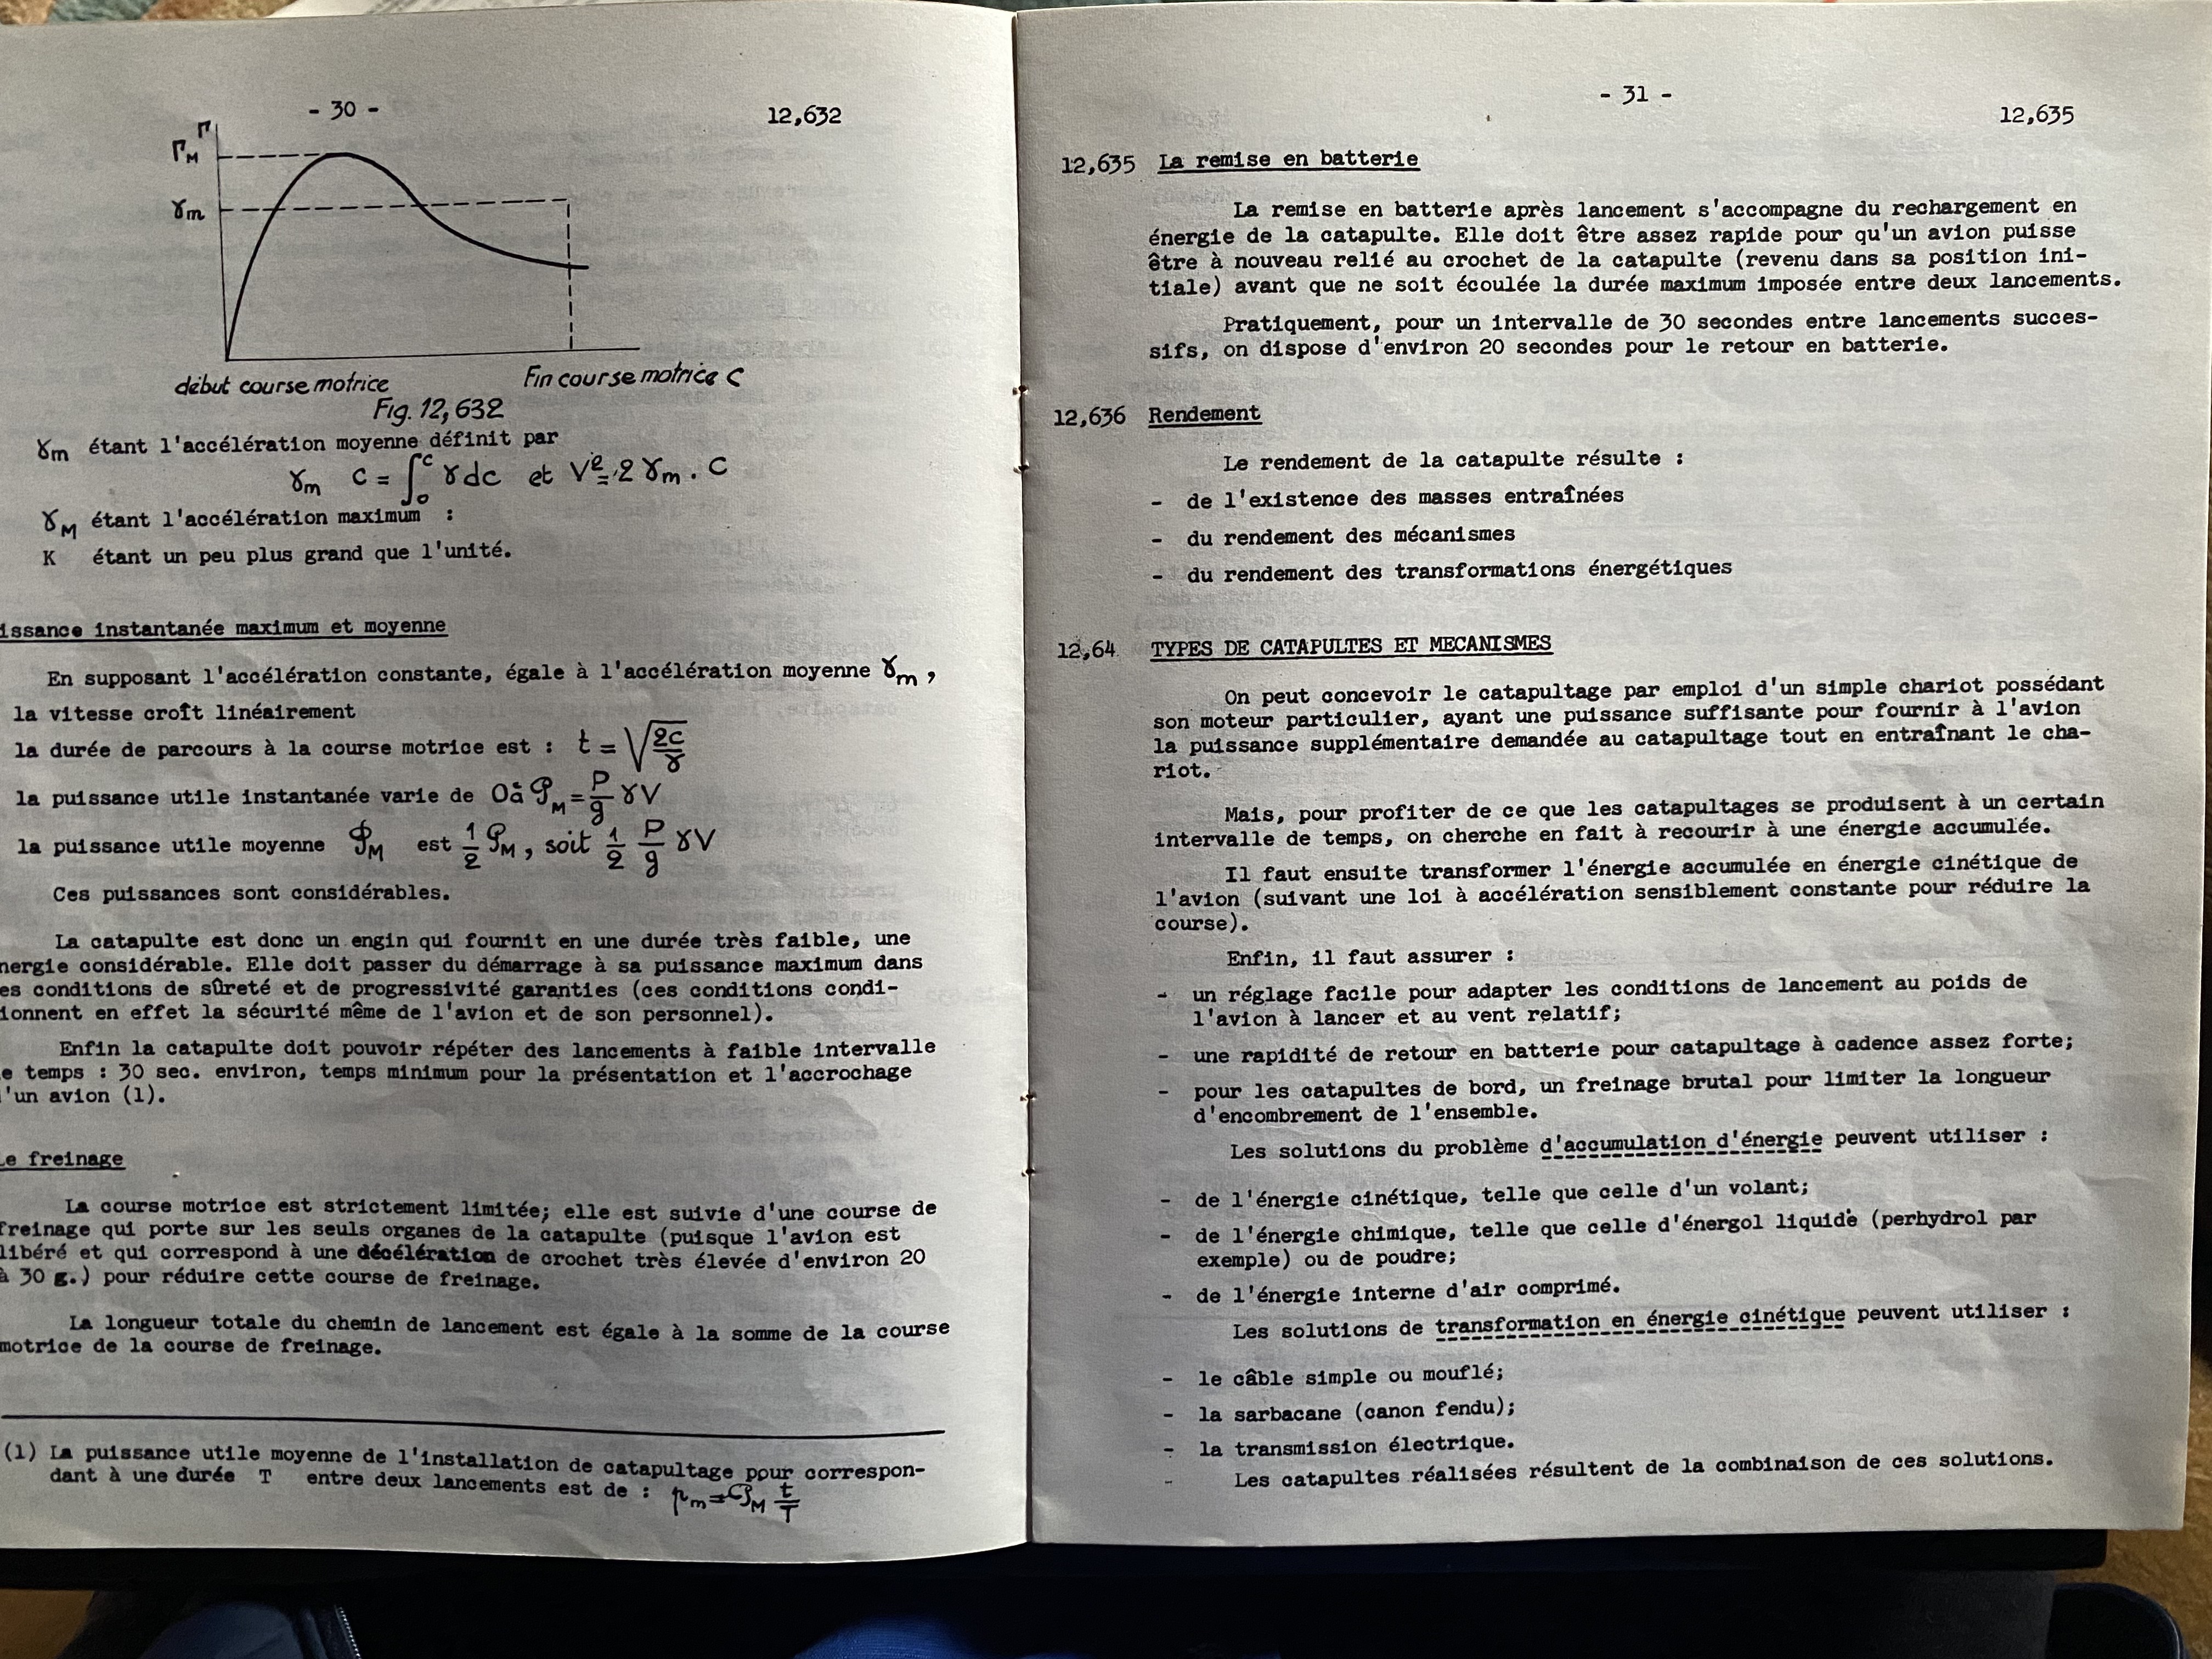 - 30 -
12,632
Γ
ΓM
γm
début course motrice
Fin course motrice C
Fig. 12,632
γm étant l'accélération moyenne définit par
γm C = ∫₀ᶜ γ dc et V² = 2 γm . C
γM étant l'accélération maximum :
K étant un peu plus grand que l'unité.
issance instantanée maximum et moyenne
En supposant l'accélération constante, égale à l'accélération moyenne γm,
la vitesse croît linéairement
la durée de parcours à la course motrice est : t = √(2c/γ)
la puissance utile instantanée varie de 0 à 𝒫M = P/g γV
la puissance utile moyenne 𝒫M est 1/2 𝒫M, soit 1/2 P/g γV
Ces puissances sont considérables.
La catapulte est donc un engin qui fournit en une durée très faible, une
nergie considérable. Elle doit passer du démarrage à sa puissance maximum dans
es conditions de sûreté et de progressivité garanties (ces conditions condi-
ionnent en effet la sécurité même de l'avion et de son personnel).
Enfin la catapulte doit pouvoir répéter des lancements à faible intervalle
e temps : 30 sec. environ, temps minimum pour la présentation et l'accrochage
'un avion (1).
Le freinage
La course motrice est strictement limitée; elle est suivie d'une course de
freinage qui porte sur les seuls organes de la catapulte (puisque l'avion est
libéré et qui correspond à une décélération de crochet très élevée d'environ 20
à 30 g.) pour réduire cette course de freinage.
La longueur totale du chemin de lancement est égale à la somme de la course
motrice de la course de freinage.
(1) La puissance utile moyenne de l'installation de catapultage pour correspon-
dant à une durée T entre deux lancements est de : pm = 𝒫M t/T
- 31 -
12,635
12,635 La remise en batterie
La remise en batterie après lancement s'accompagne du rechargement en
énergie de la catapulte. Elle doit être assez rapide pour qu'un avion puisse
être à nouveau relié au crochet de la catapulte (revenu dans sa position ini-
tiale) avant que ne soit écoulée la durée maximum imposée entre deux lancements.
Pratiquement, pour un intervalle de 30 secondes entre lancements succes-
sifs, on dispose d'environ 20 secondes pour le retour en batterie.
12,636 Rendement
Le rendement de la catapulte résulte :
- de l'existence des masses entraînées
- du rendement des mécanismes
- du rendement des transformations énergétiques
12,64 TYPES DE CATAPULTES ET MECANISMES
On peut concevoir le catapultage par emploi d'un simple chariot possédant
son moteur particulier, ayant une puissance suffisante pour fournir à l'avion
la puissance supplémentaire demandée au catapultage tout en entraînant le cha-
riot.
Mais, pour profiter de ce que les catapultages se produisent à un certain
intervalle de temps, on cherche en fait à recourir à une énergie accumulée.
Il faut ensuite transformer l'énergie accumulée en énergie cinétique de
l'avion (suivant une loi à accélération sensiblement constante pour réduire la
course).
Enfin, il faut assurer :
- un réglage facile pour adapter les conditions de lancement au poids de
l'avion à lancer et au vent relatif;
- une rapidité de retour en batterie pour catapultage à cadence assez forte;
- pour les catapultes de bord, un freinage brutal pour limiter la longueur
d'encombrement de l'ensemble.
Les solutions du problème d'accumulation d'énergie peuvent utiliser :
- de l'énergie cinétique, telle que celle d'un volant;
- de l'énergie chimique, telle que celle d'énergol liquide (perhydrol par
exemple) ou de poudre;
- de l'énergie interne d'air comprimé.
Les solutions de transformation en énergie cinétique peuvent utiliser :
- le câble simple ou mouflé;
- la sarbacane (canon fendu);
- la transmission électrique.
- Les catapultes réalisées résultent de la combinaison de ces solutions.